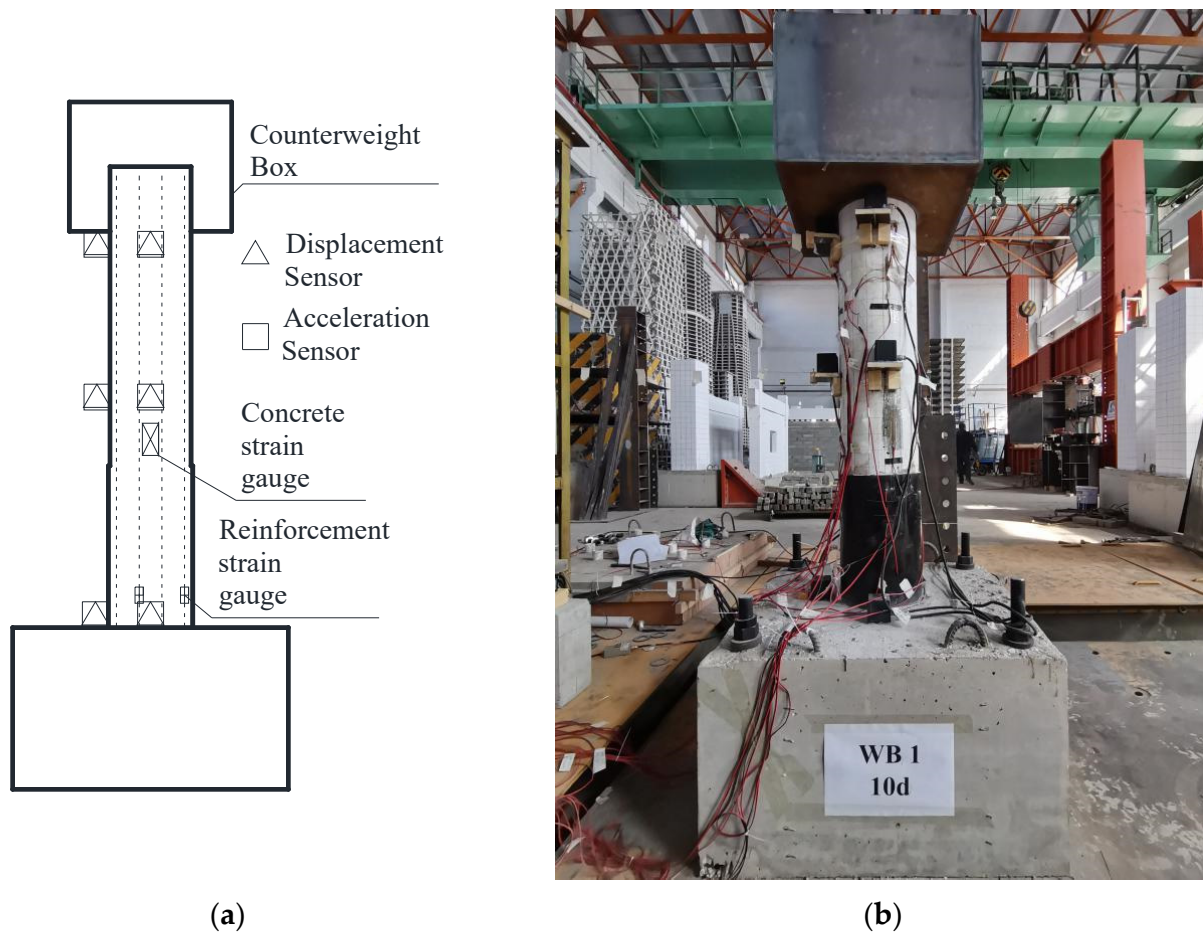 Counterweight
Box
Displacement
Sensor
Acceleration
Sensor
Concrete
strain
gauge
Reinforcement
strain
gauge
WB 1
10d
(a)
(b)